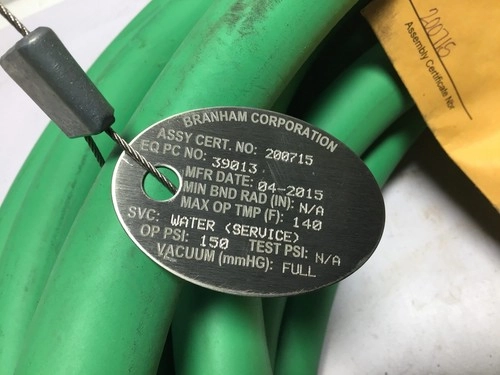 BRANHAM CORPORATION
ASSY CERT. NO: 200715
EQ PC NO: 39013
MFR DATE: 04-2015
MIN BND RAD (IN): N/A
MAX OP TMP (F): 140
SVC: WATER (SERVICE)
OP PSI: 150 TEST PSI: N/A
VACUUM (mmHG): FULL
200715
Assembly Certificate Nbr